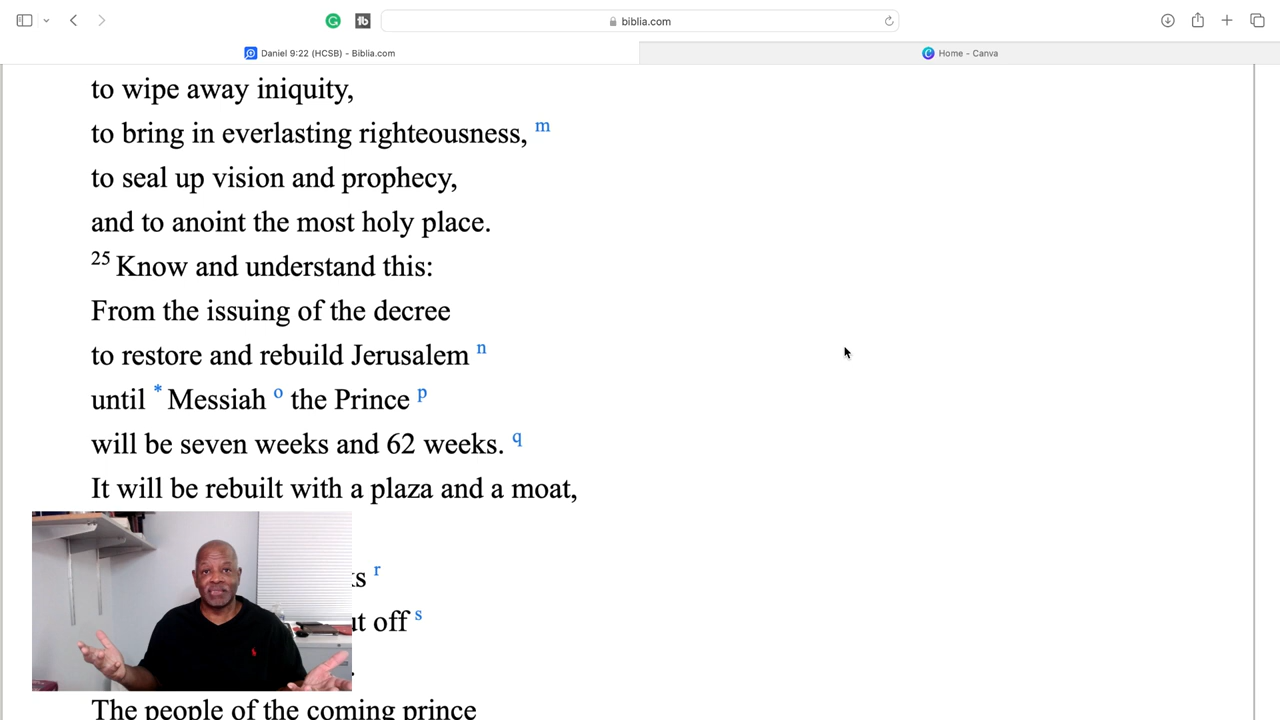 biblia.com
Daniel 9:22 (HCSB) - Biblia.com
Home - Canva
to wipe away iniquity,
to bring in everlasting righteousness, m
to seal up vision and prophecy,
and to anoint the most holy place.
25 Know and understand this:
From the issuing of the decree
to restore and rebuild Jerusalem n
until * Messiah o the Prince p
will be seven weeks and 62 weeks. q
It will be rebuilt with a plaza and a moat,
r
off s
The people of the coming prince